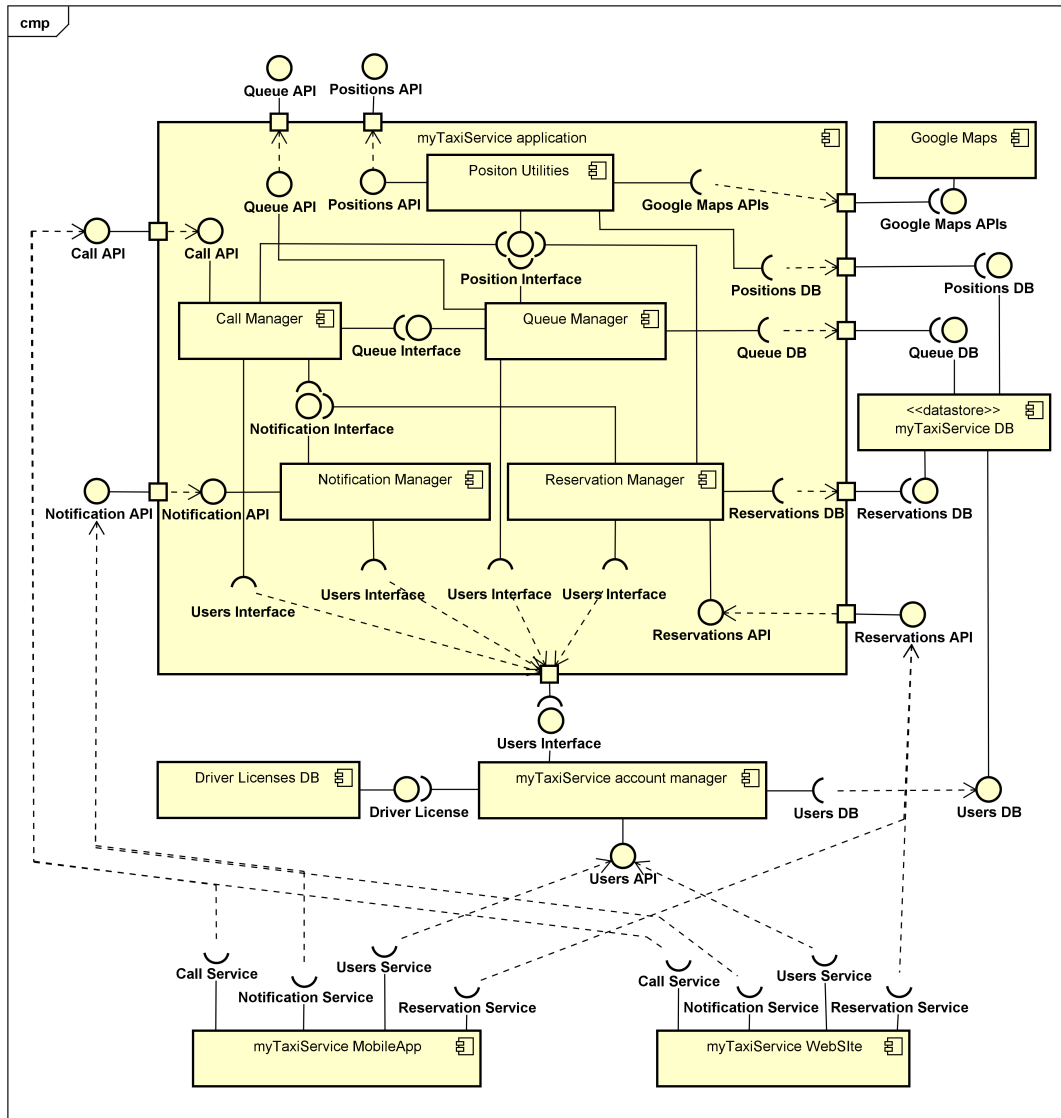 cmp
Queue API
Positions API
myTaxiService application
Google Maps
Positon Utilities
Queue API
Positions API
Google Maps APIs
Google Maps APIs
Call API
Call API
Position Interface
Positions DB
Positions DB
Call Manager
Queue Manager
Queue Interface
Queue DB
Queue DB
<<datastore>>
myTaxiService DB
Notification Interface
Notification Manager
Reservation Manager
Notification API
Notification API
Reservations DB
Reservations DB
Users Interface
Users Interface
Users Interface
Users Interface
Reservations API
Reservations API
Users Interface
Driver Licenses DB
myTaxiService account manager
Driver License
Users DB
Users DB
Users API
Call Service
Users Service
Notification Service
Reservation Service
Call Service
Users Service
Notification Service
Reservation Service
myTaxiService MobileApp
myTaxiService WebSIte